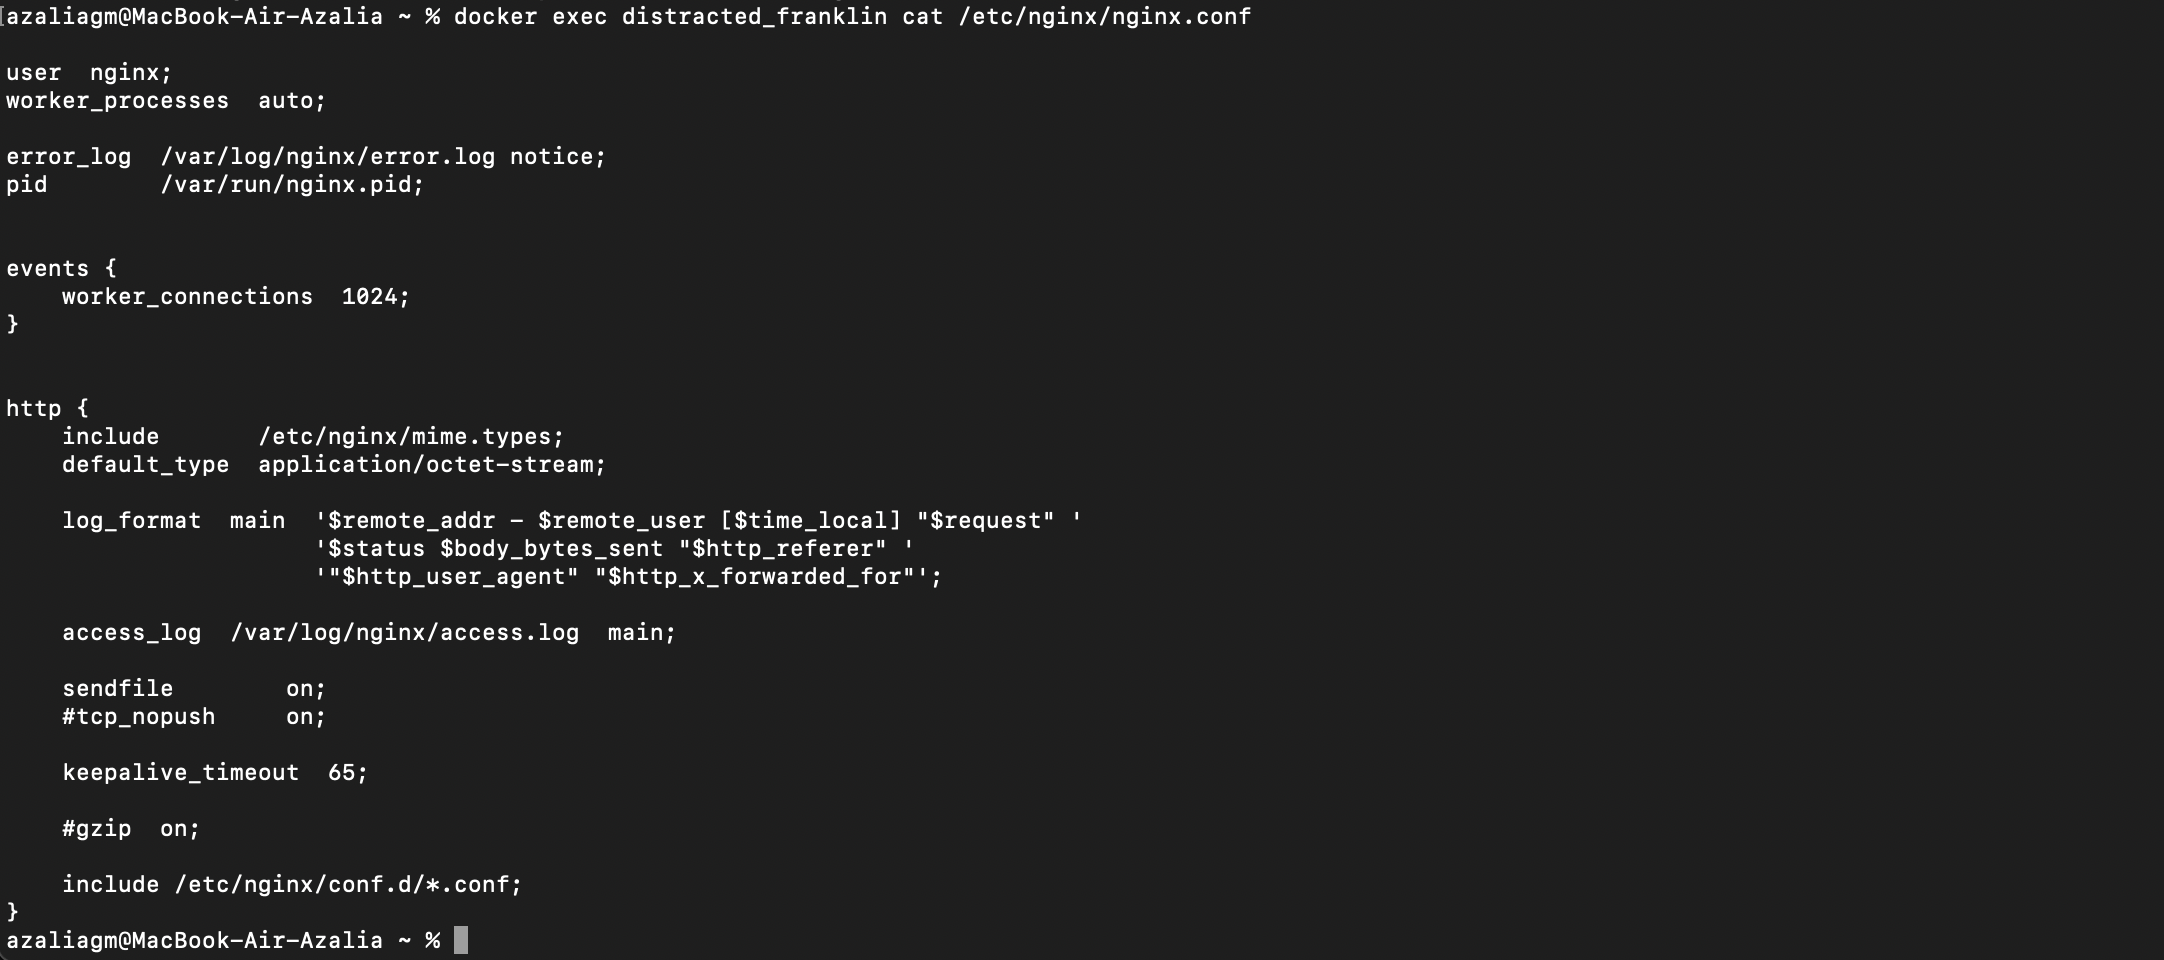 azaliagm@MacBook-Air-Azalia ~ % docker exec distracted_franklin cat /etc/nginx/nginx.conf
user  nginx;
worker_processes  auto;
error_log  /var/log/nginx/error.log notice;
pid        /var/run/nginx.pid;
events {
    worker_connections  1024;
}
http {
    include       /etc/nginx/mime.types;
    default_type  application/octet-stream;
    log_format  main  '$remote_addr - $remote_user [$time_local] "$request" '
                      '$status $body_bytes_sent "$http_referer" '
                      '"$http_user_agent" "$http_x_forwarded_for"';
    access_log  /var/log/nginx/access.log  main;
    sendfile        on;
    #tcp_nopush     on;
    keepalive_timeout  65;
    #gzip  on;
    include /etc/nginx/conf.d/*.conf;
}
azaliagm@MacBook-Air-Azalia ~ %